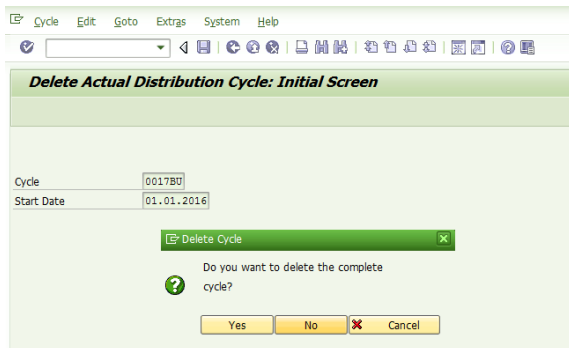 Cycle Edit Goto Extras System Help
Delete Actual Distribution Cycle: Initial Screen
Cycle 0017BU
Start Date 01.01.2016
Delete Cycle
Do you want to delete the complete
cycle?
Yes No Cancel